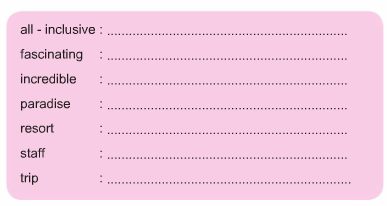 all - inclusive : ............................................................
fascinating : ............................................................
incredible : ............................................................
paradise : ............................................................
resort : ............................................................
staff : ............................................................
trip : .............................................................